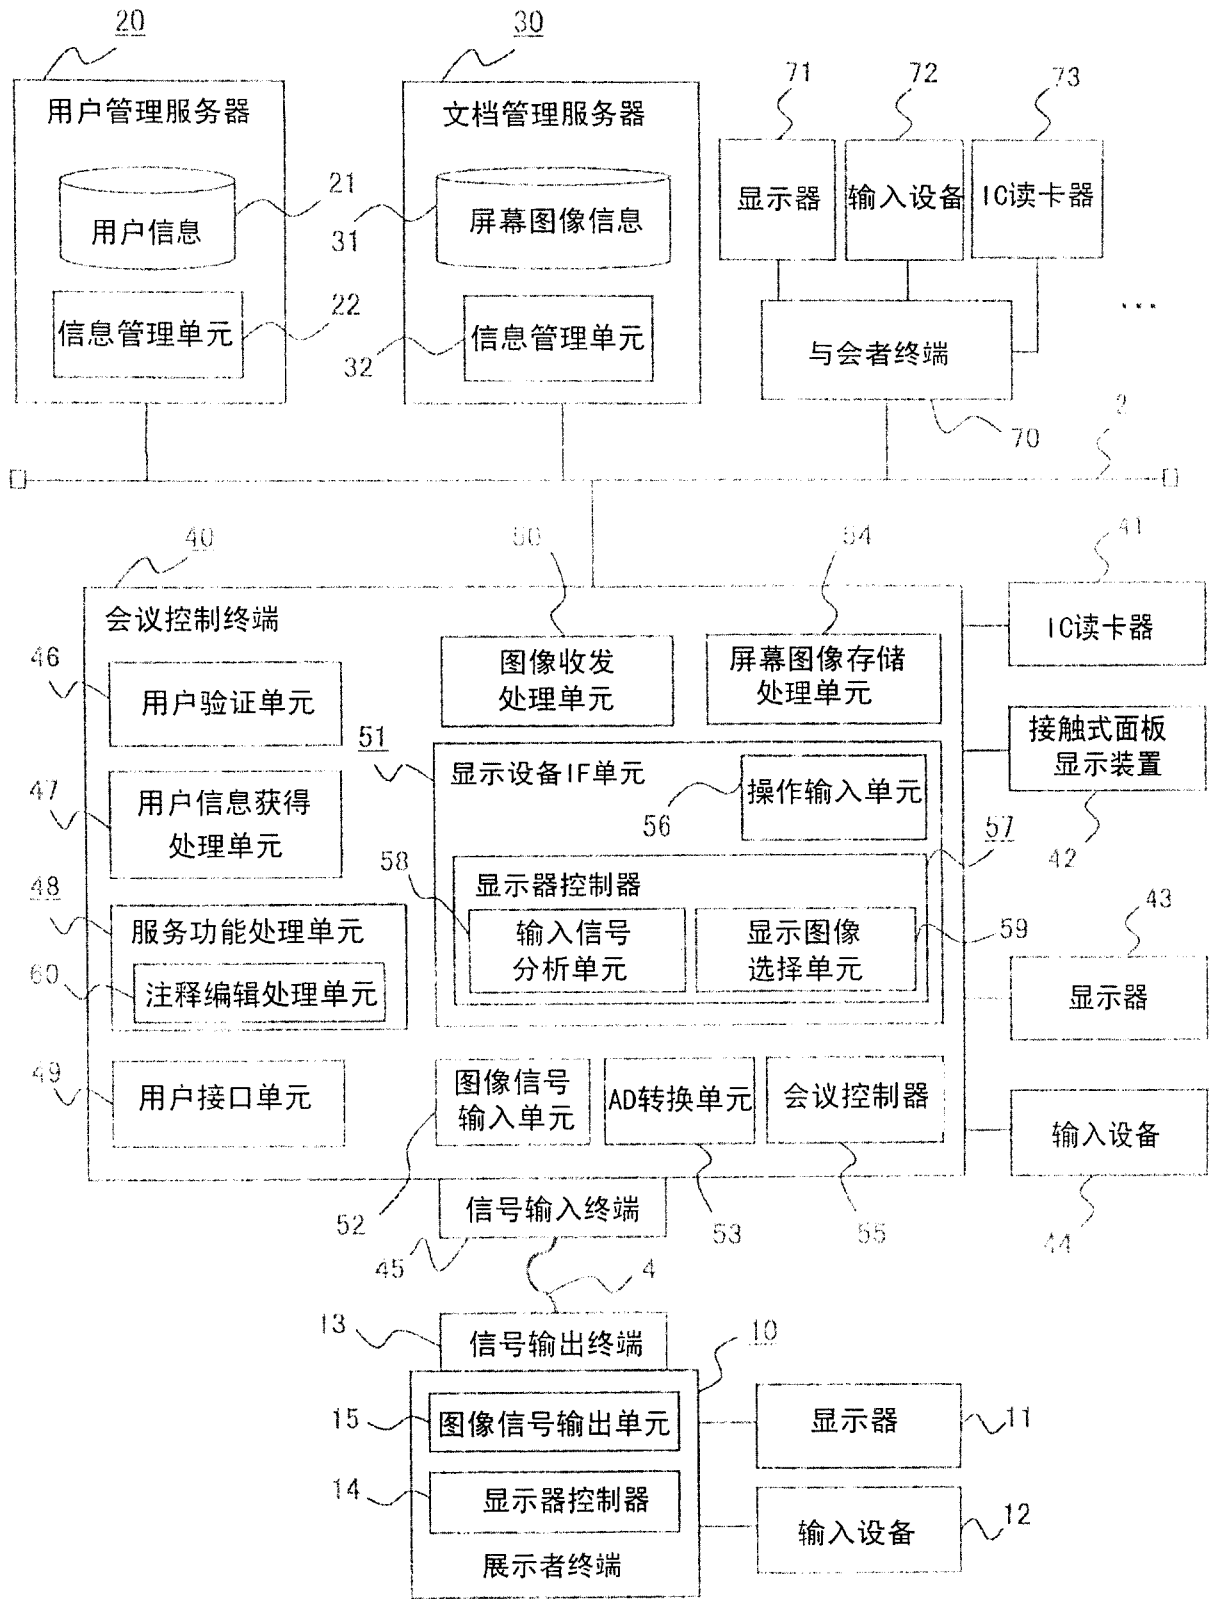 20
30
71
72
73
用户管理服务器
文档管理服务器
用户信息
21
31
屏幕图像信息
显示器
输入设备
IC读卡器
信息管理单元
22
32
信息管理单元
与会者终端
...
70
2
40
50
54
41
会议控制终端
46
用户验证单元
图像收发
处理单元
屏幕图像存储
处理单元
IC读卡器
47
用户信息获得
处理单元
51
显示设备IF单元
56
操作输入单元
接触式面板
显示装置
42
57
58
显示器控制器
输入信号
分析单元
显示图像
选择单元
59
48
服务功能处理单元
60
注释编辑处理单元
43
显示器
49
用户接口单元
图像信号
输入单元
AD转换单元
会议控制器
输入设备
52
信号输入终端
53
55
44
45
4
13
信号输出终端
10
15
图像信号输出单元
显示器
11
14
显示器控制器
输入设备
12
展示者终端